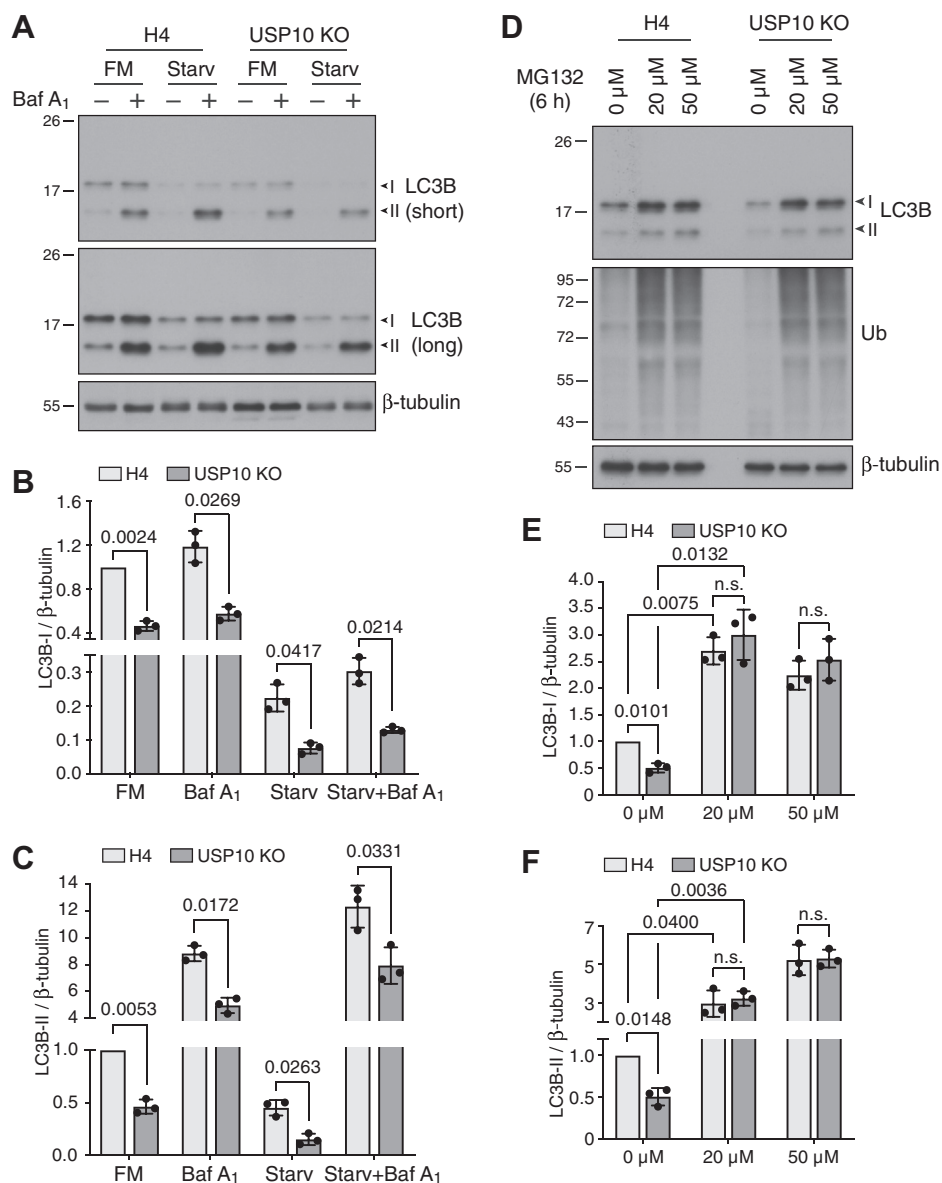 A
H4
USP10 KO
FM
Starv
FM
Starv
Baf A1
− + − + − + − +
26
17
I LC3B
II (short)
26
17
I LC3B
II (long)
55
β-tubulin
B
H4
USP10 KO
LC3B-I / β-tubulin
1.6
1.2
0.8
0.4
0.3
0.2
0.1
0.0
0.0024
0.0269
0.0417
0.0214
FM
Baf A1
Starv
Starv+Baf A1
C
H4
USP10 KO
LC3B-II / β-tubulin
14
12
10
8
6
4
1.0
0.5
0.0
0.0053
0.0172
0.0263
0.0331
FM
Baf A1
Starv
Starv+Baf A1
D
H4
USP10 KO
MG132
(6 h)
0 µM
20 µM
50 µM
0 µM
20 µM
50 µM
26
17
I
II
LC3B
95
72
72
55
43
Ub
55
β-tubulin
E
H4
USP10 KO
LC3B-I / β-tubulin
4.0
3.5
3.0
2.5
2.0
1.5
1.0
0.5
0
0.0132
0.0075
0.0101
n.s.
n.s.
0 µM
20 µM
50 µM
F
H4
USP10 KO
LC3B-II / β-tubulin
7
5
3
1.0
0.5
0.0
0.0036
0.0400
0.0148
n.s.
n.s.
0 µM
20 µM
50 µM